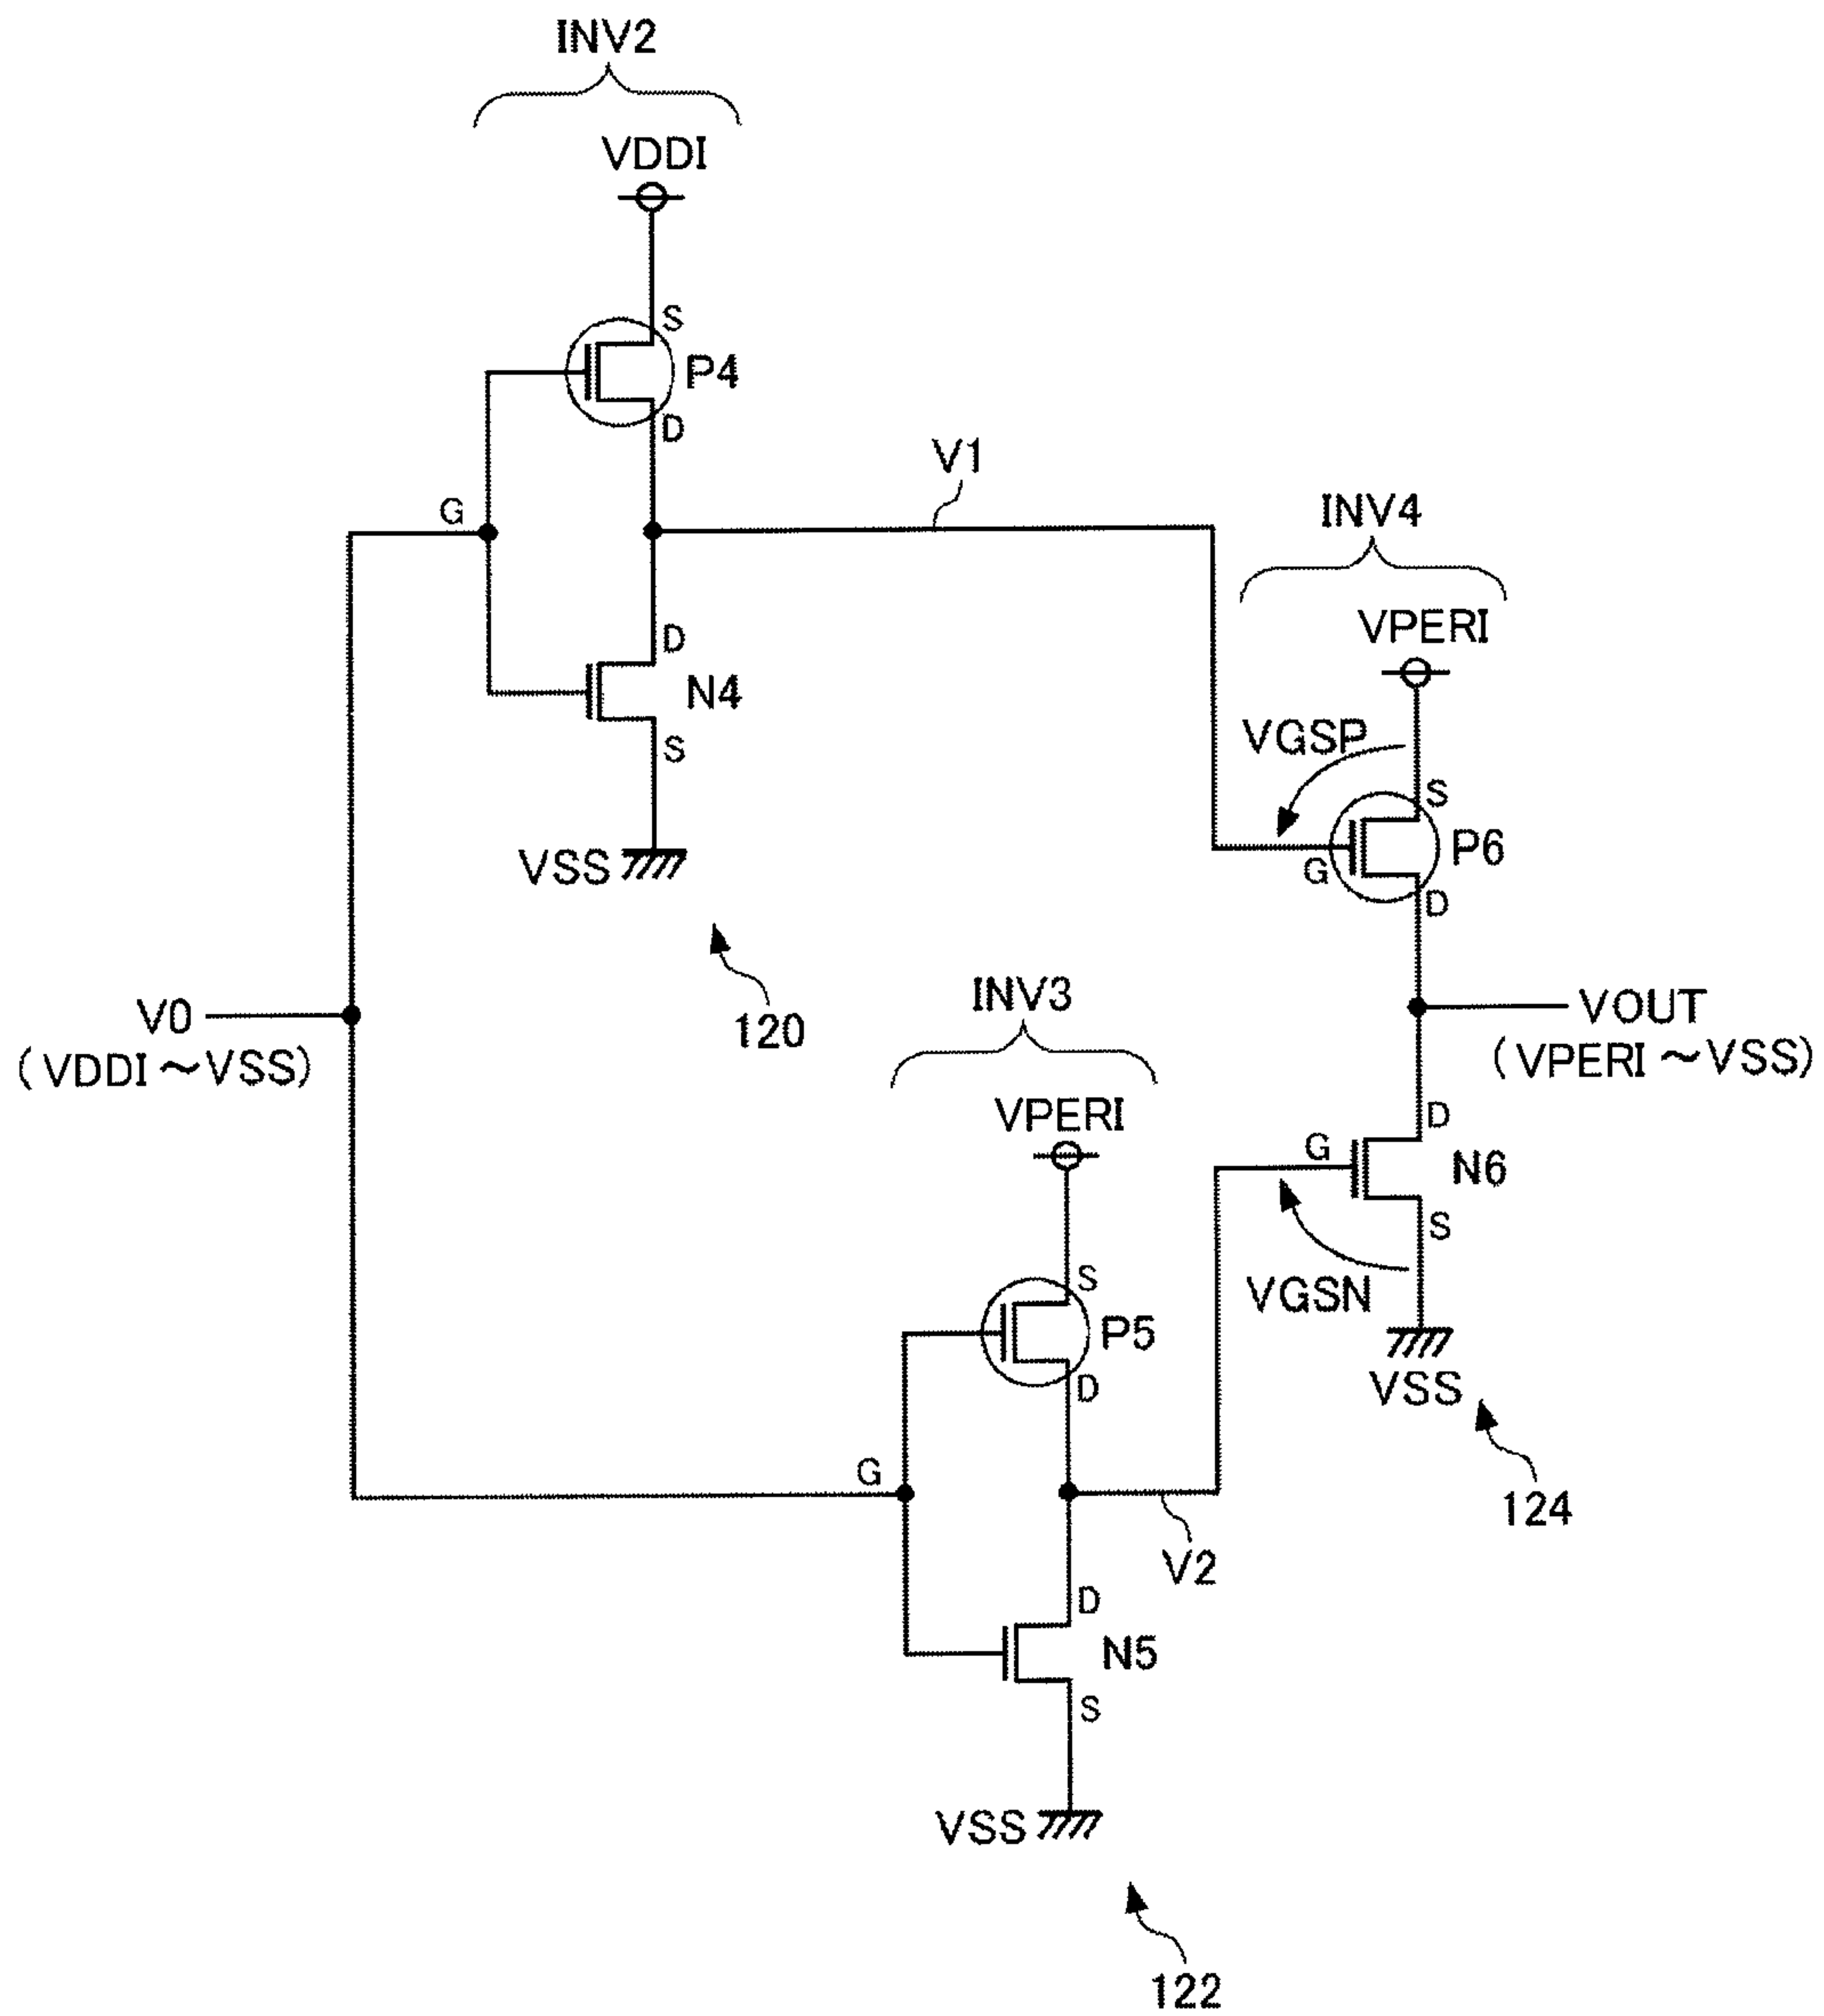 INV2
VDDI
S
P4
D
G
V1
INV4
VPERI
D
N4
S
VGSP
S
P6
G
D
VSS
120
INV3
V0
(VDDI～VSS)
VOUT
(VPERI～VSS)
VPERI
D
G
N6
S
VGSN
S
P5
D
VSS
G
124
V2
D
N5
S
VSS
122